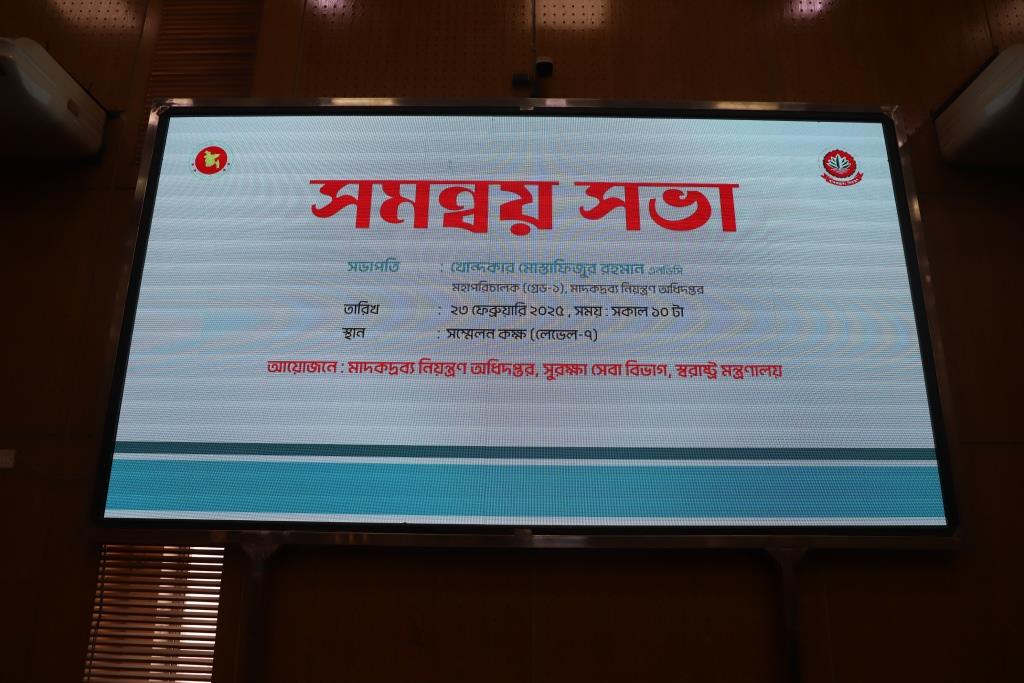 সমন্বয় সভা
সভাপতি : খোন্দকার মোস্তাফিজুর রহমান এনডিসি
মহাপরিচালক (গ্রেড-১), মাদকদ্রব্য নিয়ন্ত্রণ অধিদপ্তর
তারিখ : ২৩ ফেব্রুয়ারি ২০২৫ , সময় : সকাল ১০ টা
স্থান : সম্মেলন কক্ষ (লেভেল-৭)
আয়োজনে : মাদকদ্রব্য নিয়ন্ত্রণ অধিদপ্তর, সুরক্ষা সেবা বিভাগ, স্বরাষ্ট্র মন্ত্রণালয়